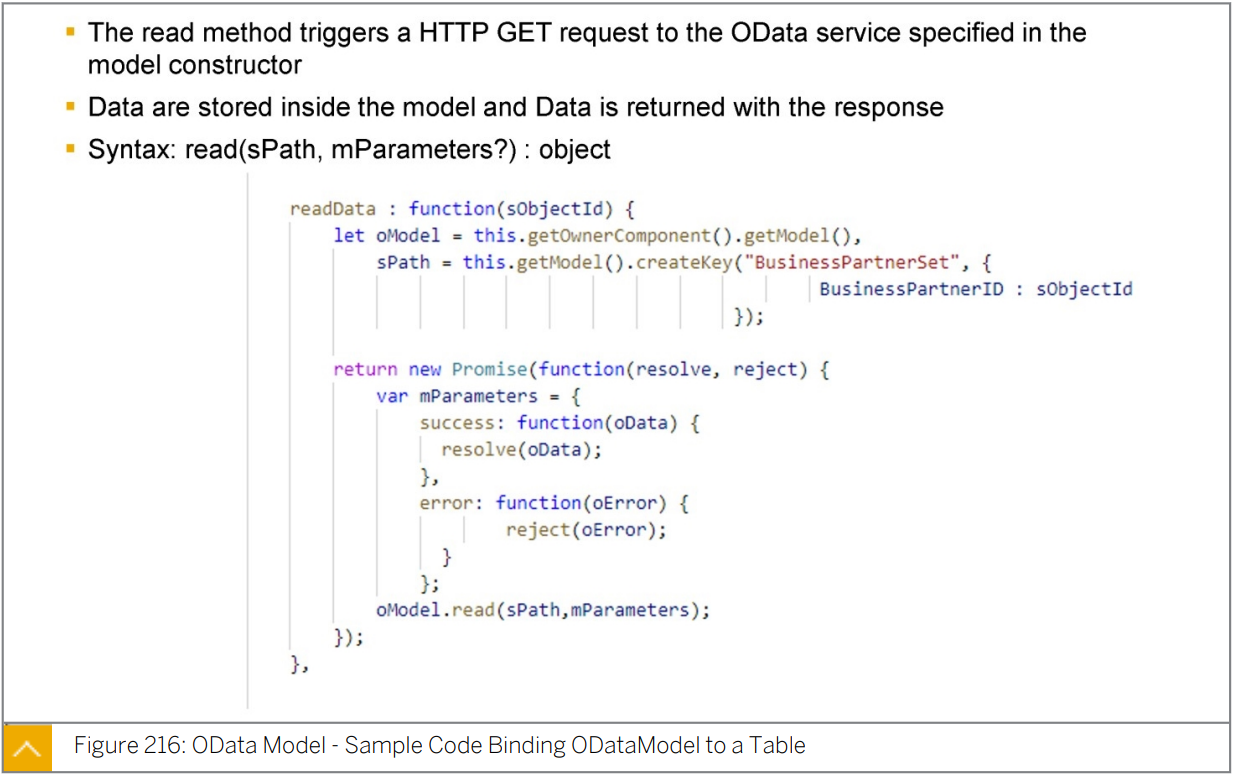 The read method triggers a HTTP GET request to the OData service specified in the
model constructor
Data are stored inside the model and Data is returned with the response
Syntax: read(sPath, mParameters?) : object
readData : function(sObjectId) {
let oModel = this.getOwnerComponent().getModel(),
sPath = this.getModel().createKey("BusinessPartnerSet", {
BusinessPartnerID : sObjectId
});
return new Promise(function(resolve, reject) {
var mParameters = {
success: function(oData) {
resolve(oData);
},
error: function(oError) {
reject(oError);
}
};
oModel.read(sPath,mParameters);
});
},
Figure 216: OData Model - Sample Code Binding ODataModel to a Table